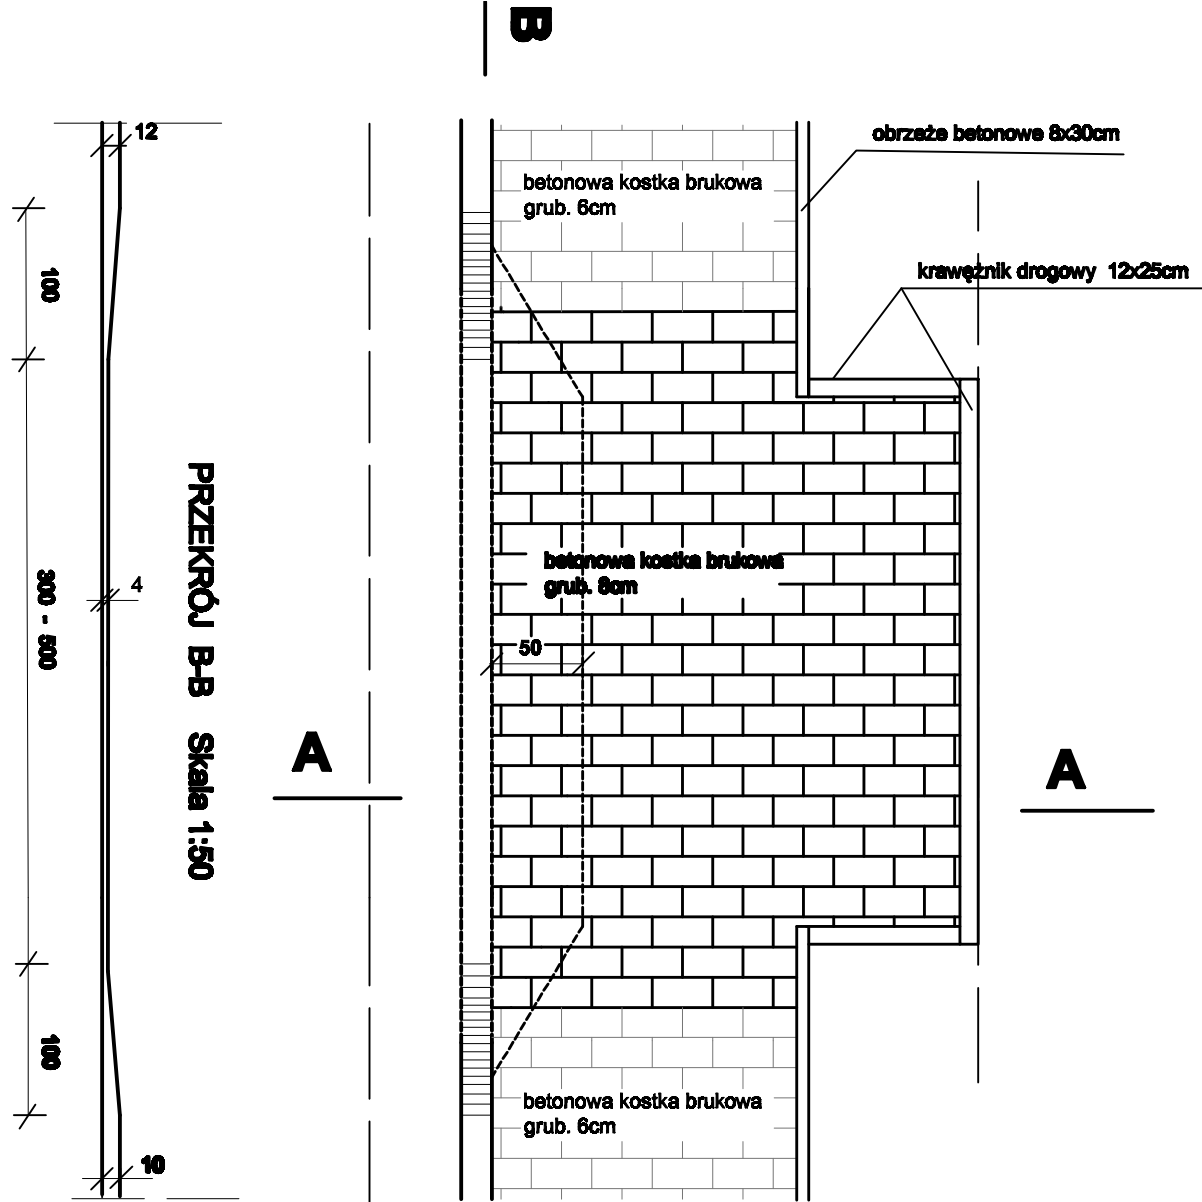 B
12
obrzeże betonowe 8x30cm
betonowa kostka brukowa
grub. 6cm
krawężnik drogowy 12x25cm
100
betonowa kostka brukowa
grub. 8cm
4
300 - 500
50
PRZEKRÓJ B-B Skala 1:50
A
A
100
betonowa kostka brukowa
grub. 6cm
10